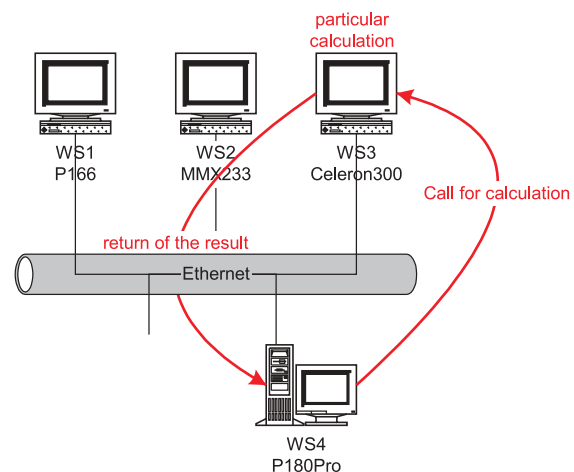 particular
calculation
WS1
P166
WS2
MMX233
WS3
Celeron300
Call for calculation
return of the result
Ethernet
WS4
P180Pro